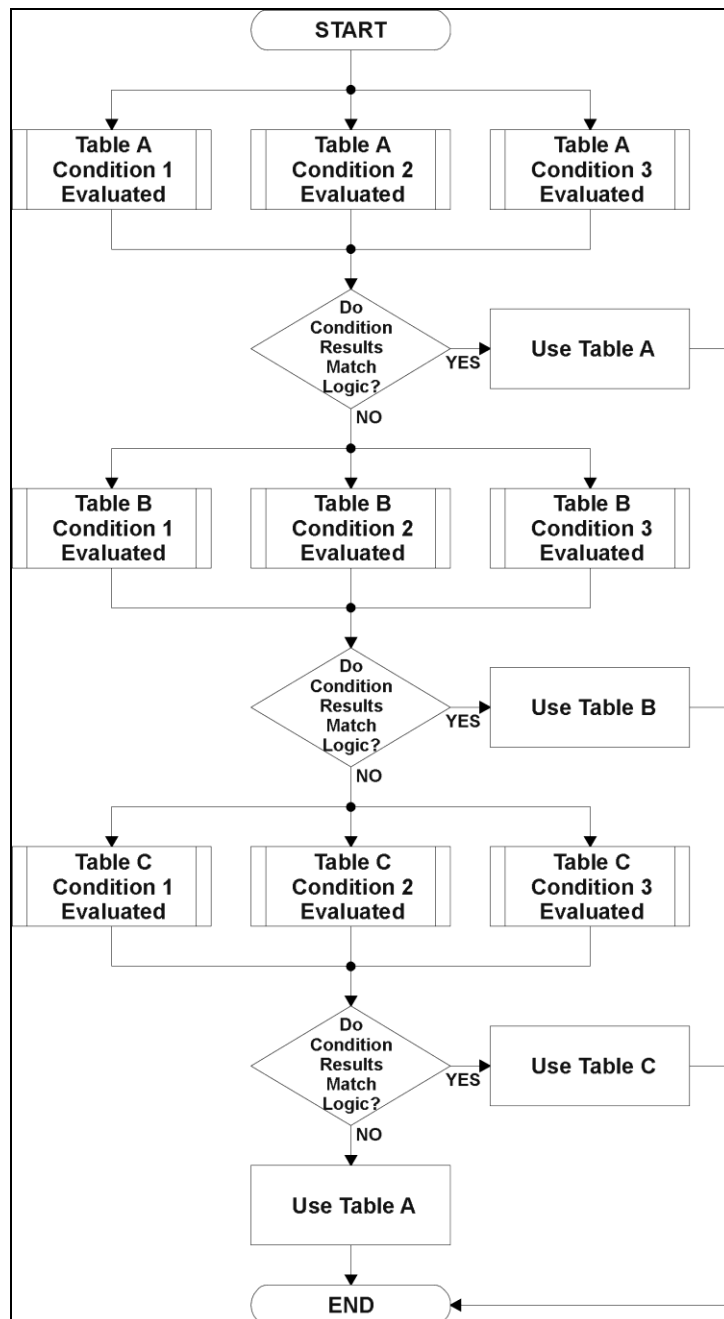 START
Table A
Condition 1
Evaluated
Table A
Condition 2
Evaluated
Table A
Condition 3
Evaluated
Do
Condition
Results
Match
Logic?
YES
Use Table A
NO
Table B
Condition 1
Evaluated
Table B
Condition 2
Evaluated
Table B
Condition 3
Evaluated
Do
Condition
Results
Match
Logic?
YES
Use Table B
NO
Table C
Condition 1
Evaluated
Table C
Condition 2
Evaluated
Table C
Condition 3
Evaluated
Do
Condition
Results
Match
Logic?
YES
Use Table C
NO
Use Table A
END